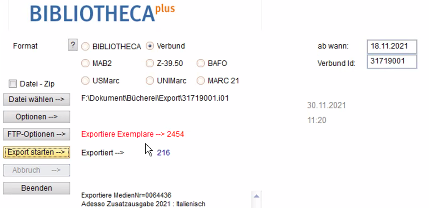 BIBLIOTHECA plus
Format ? BIBLIOTHECA Verbund ab wann: 18.11.2021
MAB2 Z-39.50 BAFO Verbund Id: 31719001
Datei - Zip USMarc UNIMarc MARC 21
Datei wählen --> F:\Dokument\Bücherei\Export\31719001.i01
30.11.2021
Optionen -->
11:20
FTP-Optionen --> Exportiere Exemplare --> 2454
Export starten --> Exportiert --> 216
Abbruch -->
Beenden
Exportiere MedienNr=0064436
Adesso Zusatzausgabe 2021 : Italienisch